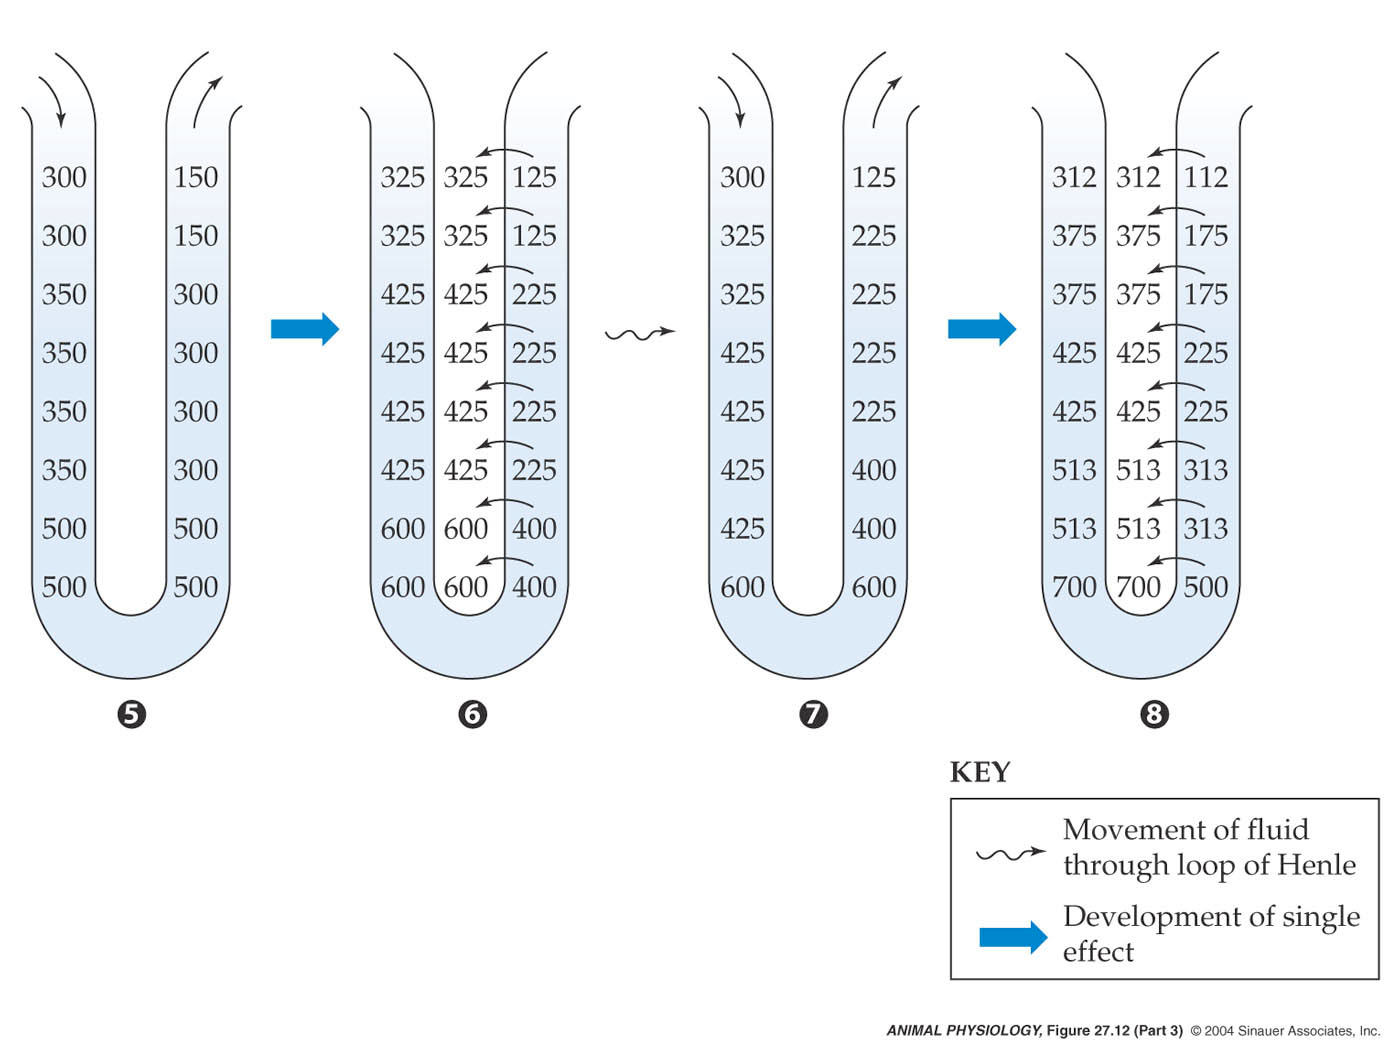 300 150 325 325 125 300 125 312 312 112
300 150 325 325 125 325 225 375 375 175
350 300 425 425 225 325 225 375 375 175
350 300 425 425 225 425 225 425 425 225
350 300 425 425 225 425 225 425 425 225
350 300 425 425 225 425 400 513 513 313
500 500 600 600 400 425 400 513 513 313
500 500 600 600 400 600 600 700 700 500
5 6 7 8
KEY
Movement of fluid
through loop of Henle
Development of single
effect
ANIMAL PHYSIOLOGY, Figure 27.12 (Part 3) © 2004 Sinauer Associates, Inc.